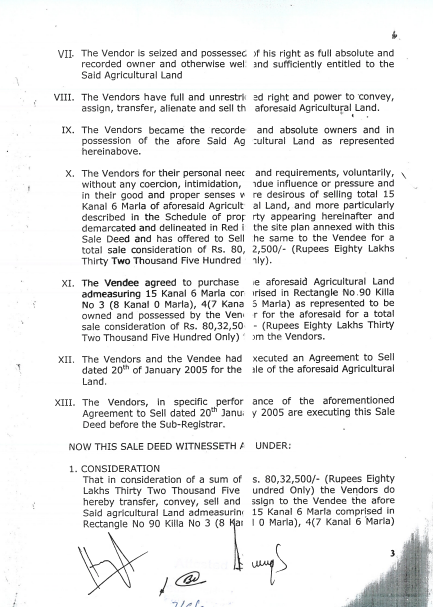 VII. The Vendor is seized and possessed of his right as full absolute and
recorded owner and otherwise wel and sufficiently entitled to the
Said Agricultural Land
VIII. The Vendors have full and unrestri ed right and power to convey,
assign, transfer, alienate and sell th aforesaid Agricultural Land.
IX. The Vendors became the recorde and absolute owners and in
possession of the afore Said Ag cultural Land as represented
hereinabove.
X. The Vendors for their personal need and requirements, voluntarily,
without any coercion, intimidation, ndue influence or pressure and
in their good and proper senses w re desirous of selling total 15
Kanal 6 Marla of aforesaid Agricult al Land, and more particularly
described in the Schedule of prop rty appearing hereinafter and
demarcated and delineated in Red i the site plan annexed with this
Sale Deed and has offered to Sell he same to the Vendee for a
total sale consideration of Rs. 80, 2,500/- (Rupees Eighty Lakhs
Thirty Two Thousand Five Hundred nly).
XI. The Vendee agreed to purchase e aforesaid Agricultural Land
admeasuring 15 Kanal 6 Marla con rised in Rectangle No 90 Killa
No 3 (8 Kanal 0 Marla), 4(7 Kana 6 Marla) as represented to be
owned and possessed by the Ven r for the aforesaid for a total
sale consideration of Rs. 80,32,50 - (Rupees Eighty Lakhs Thirty
Two Thousand Five Hundred Only) om the Vendors.
XII. The Vendors and the Vendee had executed an Agreement to Sell
dated 20th of January 2005 for the ale of the aforesaid Agricultural
Land.
XIII. The Vendors, in specific perfor ance of the aforementioned
Agreement to Sell dated 20th Janu y 2005 are executing this Sale
Deed before the Sub-Registrar.
NOW THIS SALE DEED WITNESSETH A UNDER:
1. CONSIDERATION
That in consideration of a sum of s. 80,32,500/- (Rupees Eighty
Lakhs Thirty Two Thousand Five undred Only) the Vendors do
hereby transfer, convey, sell and ssign to the Vendee the afore
Said agricultural Land admeasuring 15 Kanal 6 Marla comprised in
Rectangle No 90 Killa No 3 (8 Kan l 0 Marla), 4(7 Kanal 6 Marla)
3